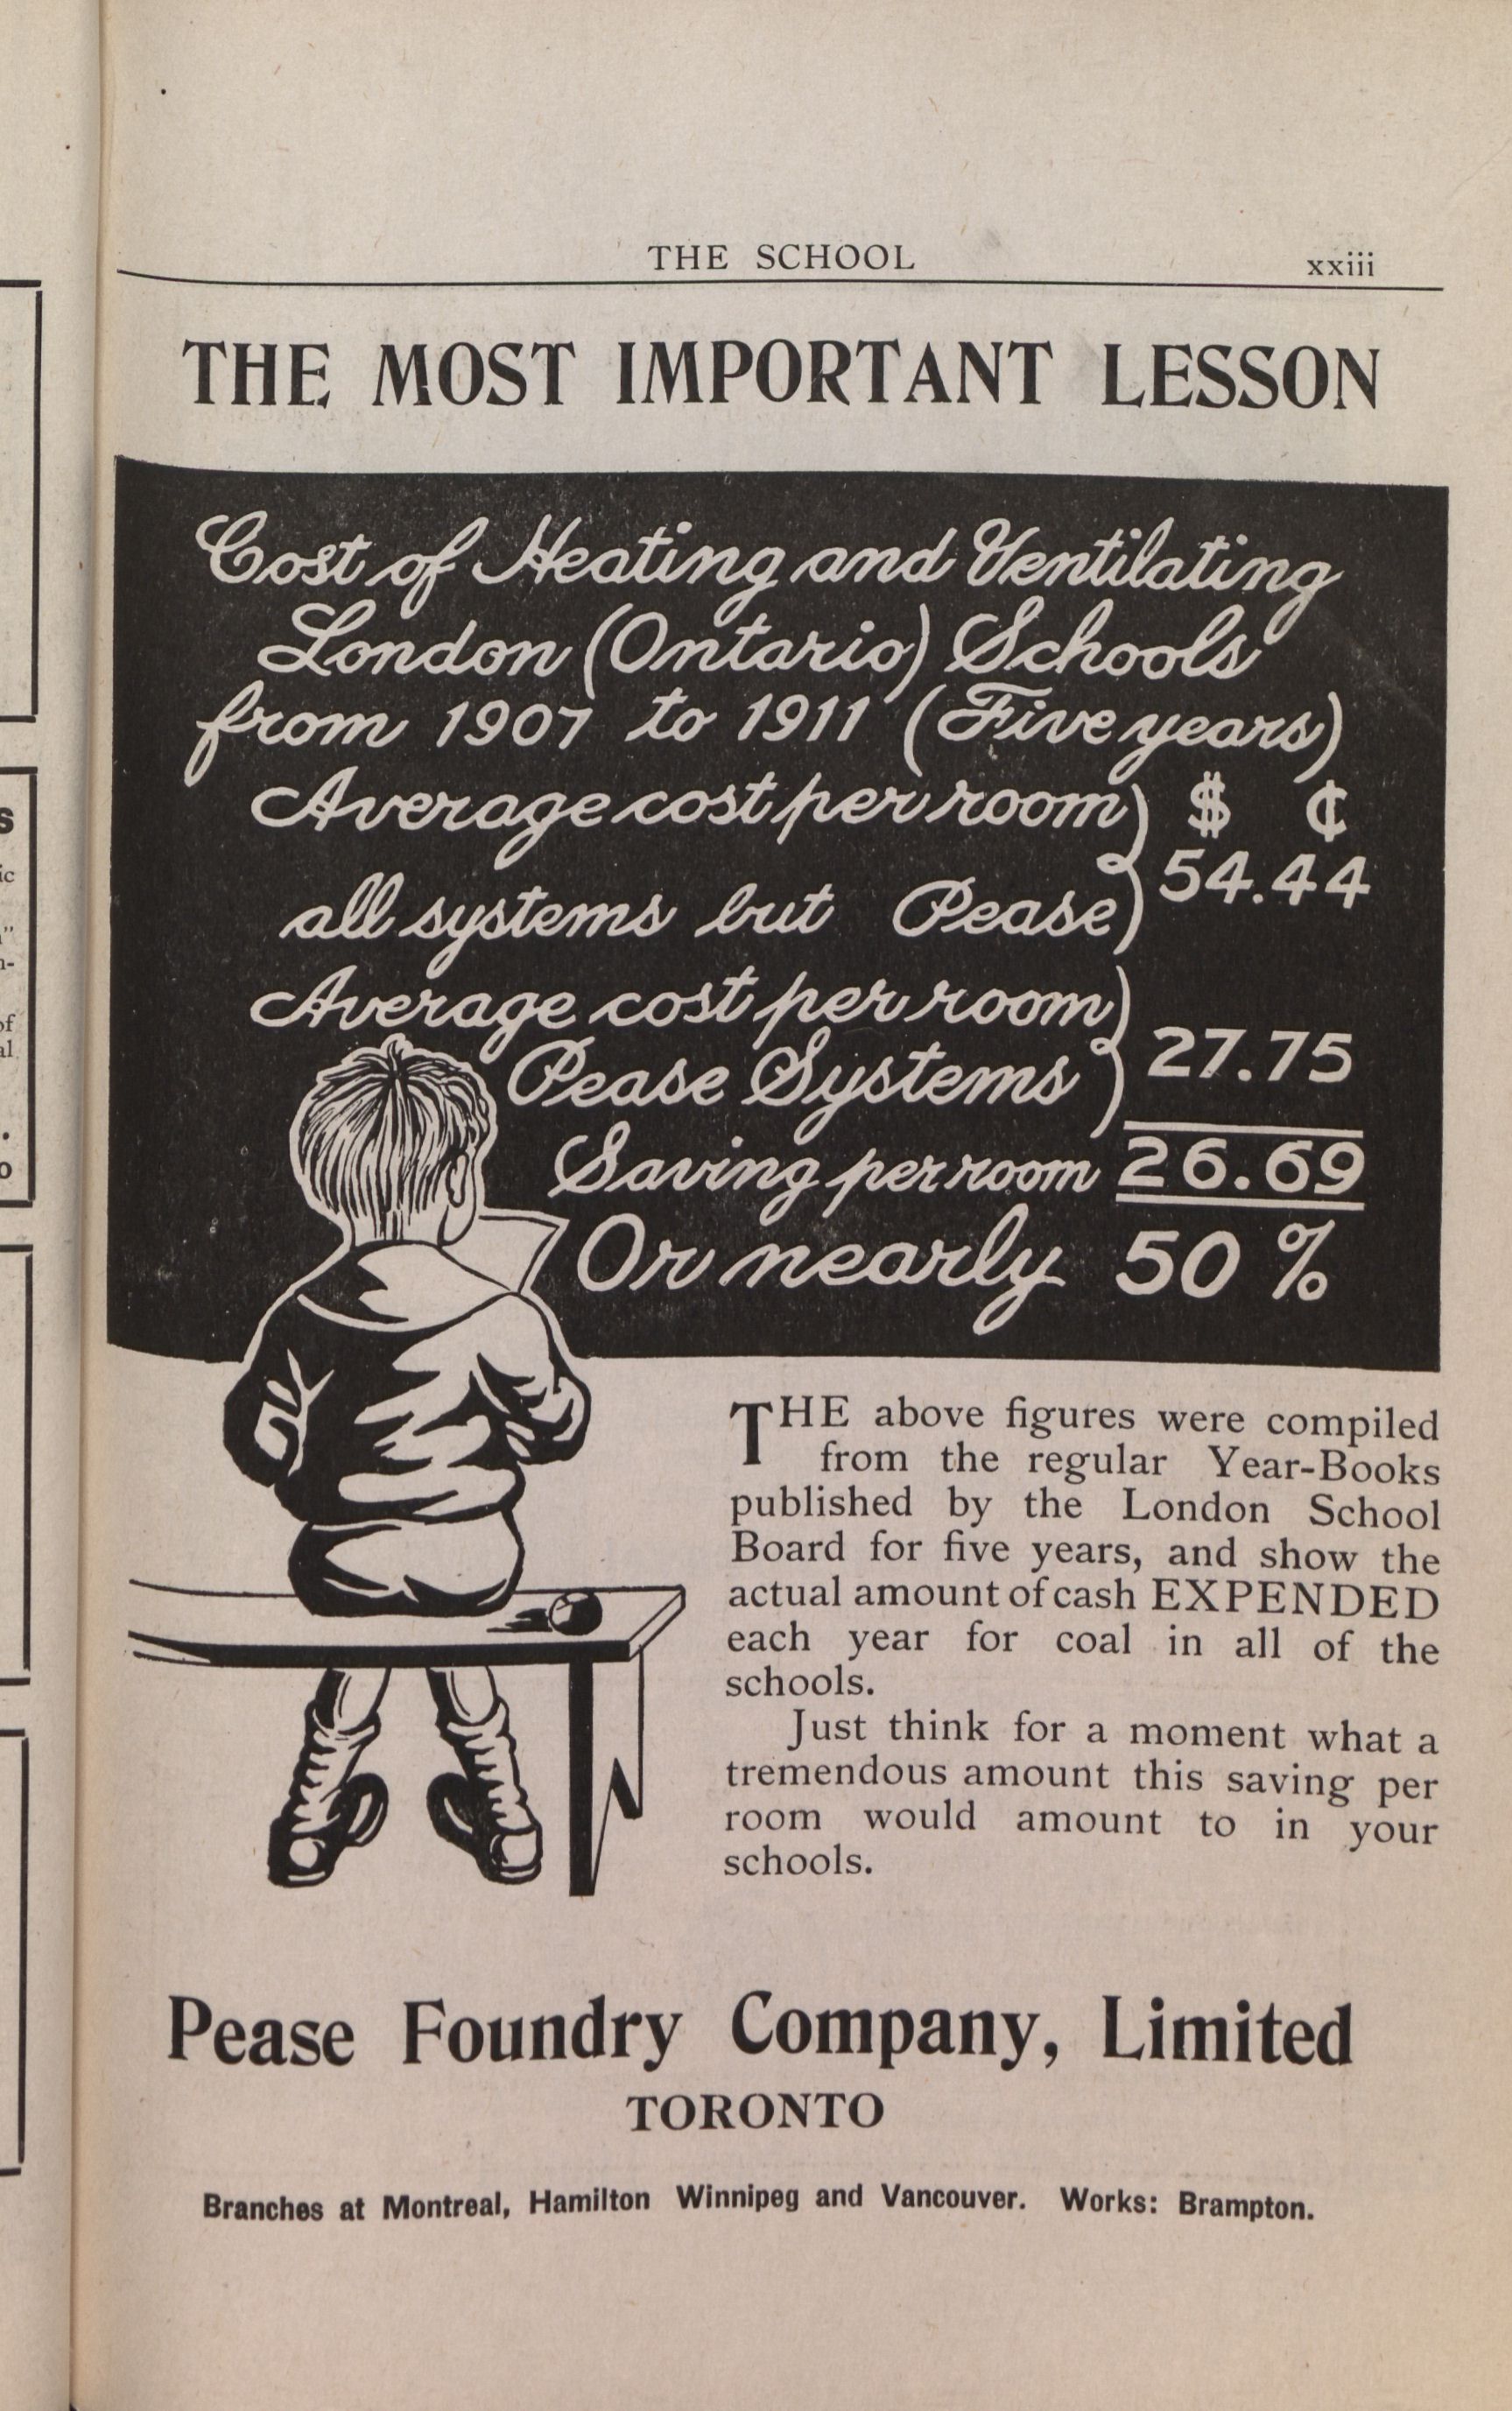 THE SCHOOL
xxiii
THE MOST IMPORTANT LESSON
Cost of Heating and Ventilating
London (Ontario) Schools
from 1907 to 1911 (Five years)
Average cost per room $ ¢
all systems but Pease 54.44
Average cost per room
Pease Systems 27.75
Saving per room 26.69
Or nearly 50 %
THE above figures were compiled
from the regular Year-Books
published by the London School
Board for five years, and show the
actual amount of cash EXPENDED
each year for coal in all of the
schools.
Just think for a moment what a
tremendous amount this saving per
room would amount to in your
schools.
Pease Foundry Company, Limited
TORONTO
Branches at Montreal, Hamilton Winnipeg and Vancouver. Works: Brampton.